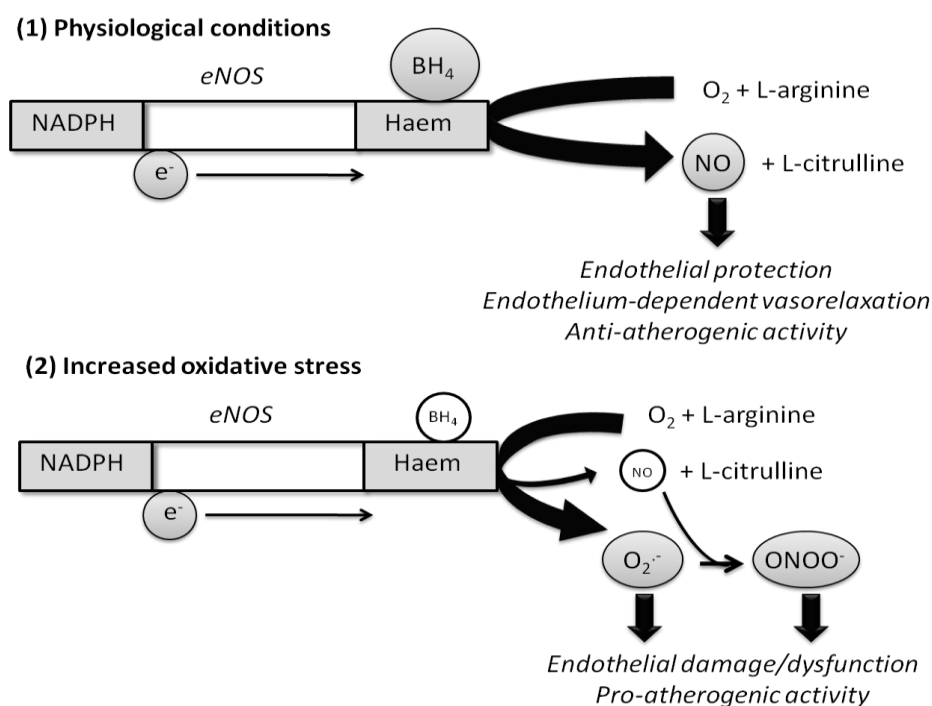 (1) Physiological conditions
eNOS
BH₄
NADPH
Haem
O₂ + L-arginine
e⁻
NO + L-citrulline
Endothelial protection
Endothelium-dependent vasorelaxation
Anti-atherogenic activity
(2) Increased oxidative stress
eNOS
BH₄
O₂ + L-arginine
NADPH
Haem
NO + L-citrulline
e⁻
O₂·⁻
ONOO⁻
Endothelial damage/dysfunction
Pro-atherogenic activity